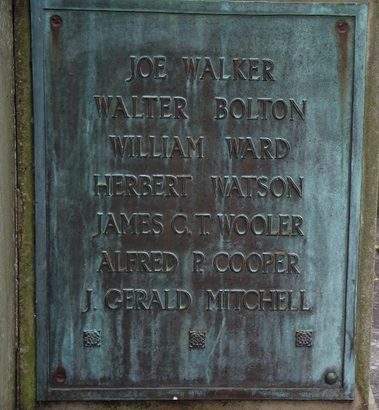 JOE WALKER
WALTER BOLTON
WILLIAM WARD
HERBERT WATSON
JAMES C. T. WOOLER
ALFRED P. COOPER
J. GERALD MITCHELL